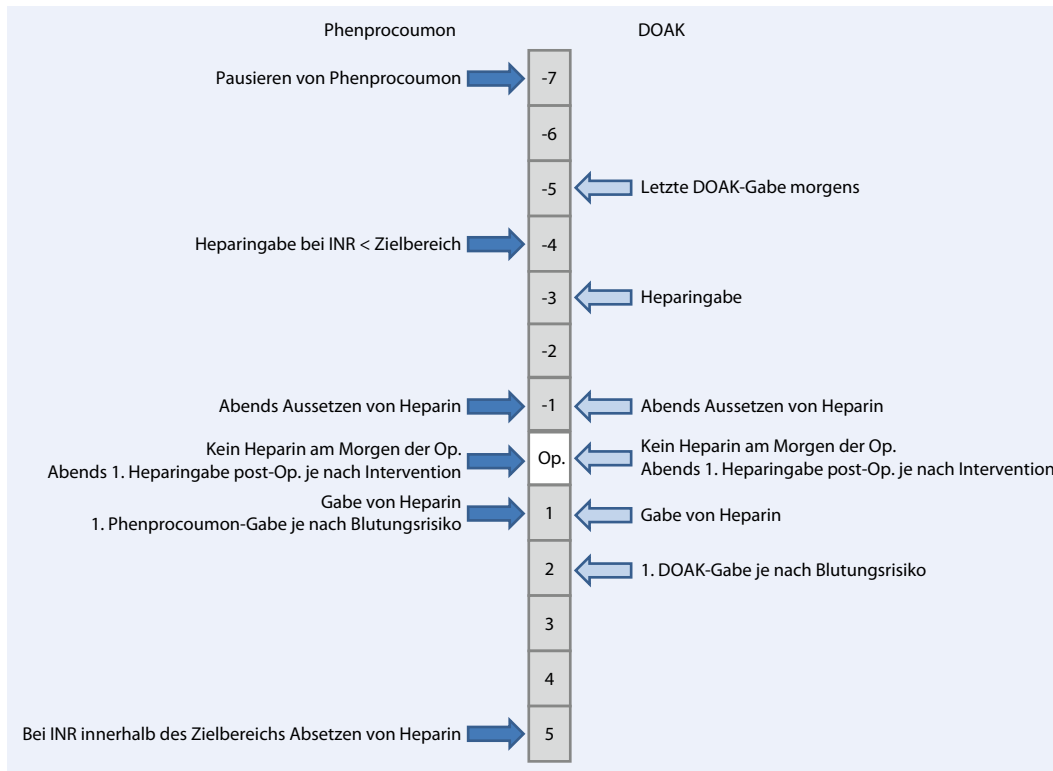 Phenprocoumon DOAK
Pausieren von Phenprocoumon -7
-6
-5 Letzte DOAK-Gabe morgens
Heparingabe bei INR < Zielbereich -4
-3 Heparingabe
-2
Abends Aussetzen von Heparin -1 Abends Aussetzen von Heparin
Kein Heparin am Morgen der Op.
Abends 1. Heparingabe post-Op. je nach Intervention
Op.
Kein Heparin am Morgen der Op.
Abends 1. Heparingabe post-Op. je nach Intervention
Gabe von Heparin
1. Phenprocoumon-Gabe je nach Blutungsrisiko
1 Gabe von Heparin
2 1. DOAK-Gabe je nach Blutungsrisiko
3
4
Bei INR innerhalb des Zielbereichs Absetzen von Heparin 5